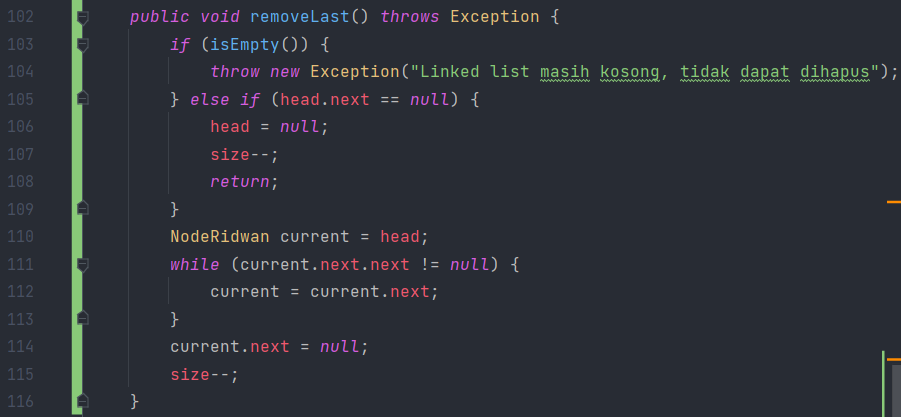 102 public void removeLast() throws Exception {
103 if (isEmpty()) {
104 throw new Exception("Linked list masih kosong, tidak dapat dihapus");
105 } else if (head.next == null) {
106 head = null;
107 size--;
108 return;
109 }
110 NodeRidwan current = head;
111 while (current.next.next != null) {
112 current = current.next;
113 }
114 current.next = null;
115 size--;
116 }